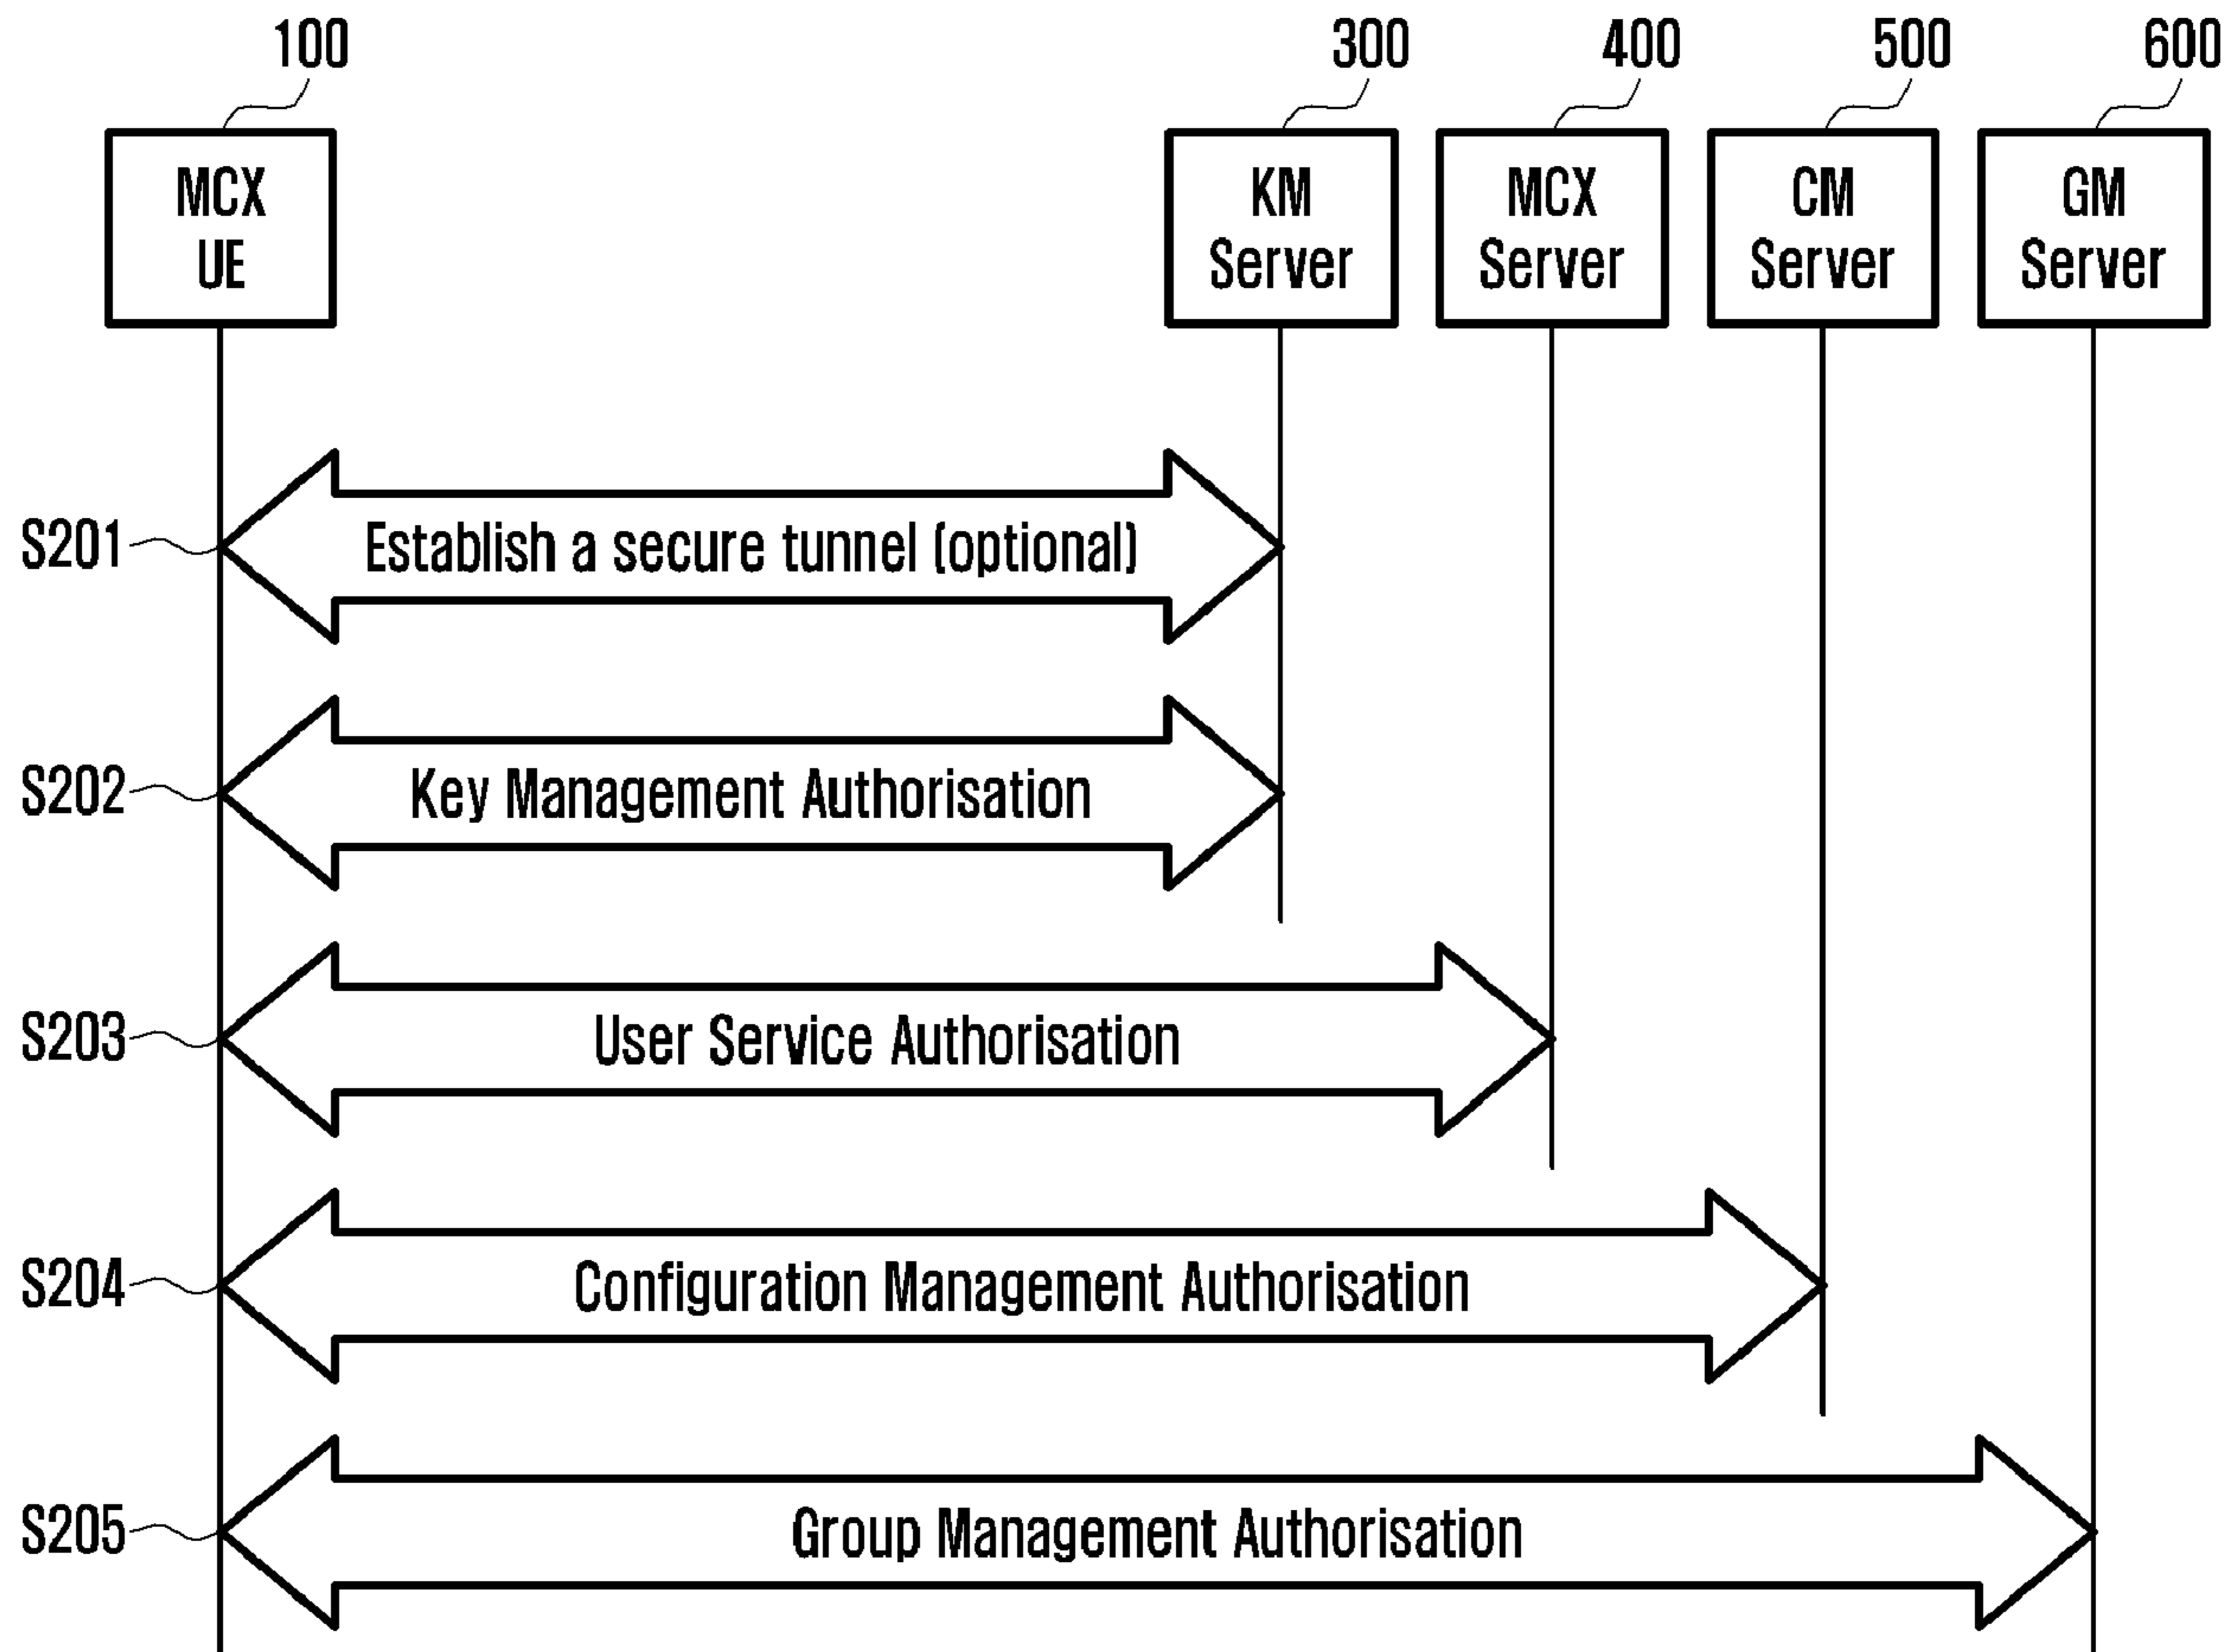 100
300
400
500
600
MCX
UE
KM
Server
MCX
Server
CM
Server
GM
Server
S201
Establish a secure tunnel (optional)
S202
Key Management Authorisation
S203
User Service Authorisation
S204
Configuration Management Authorisation
S205
Group Management Authorisation